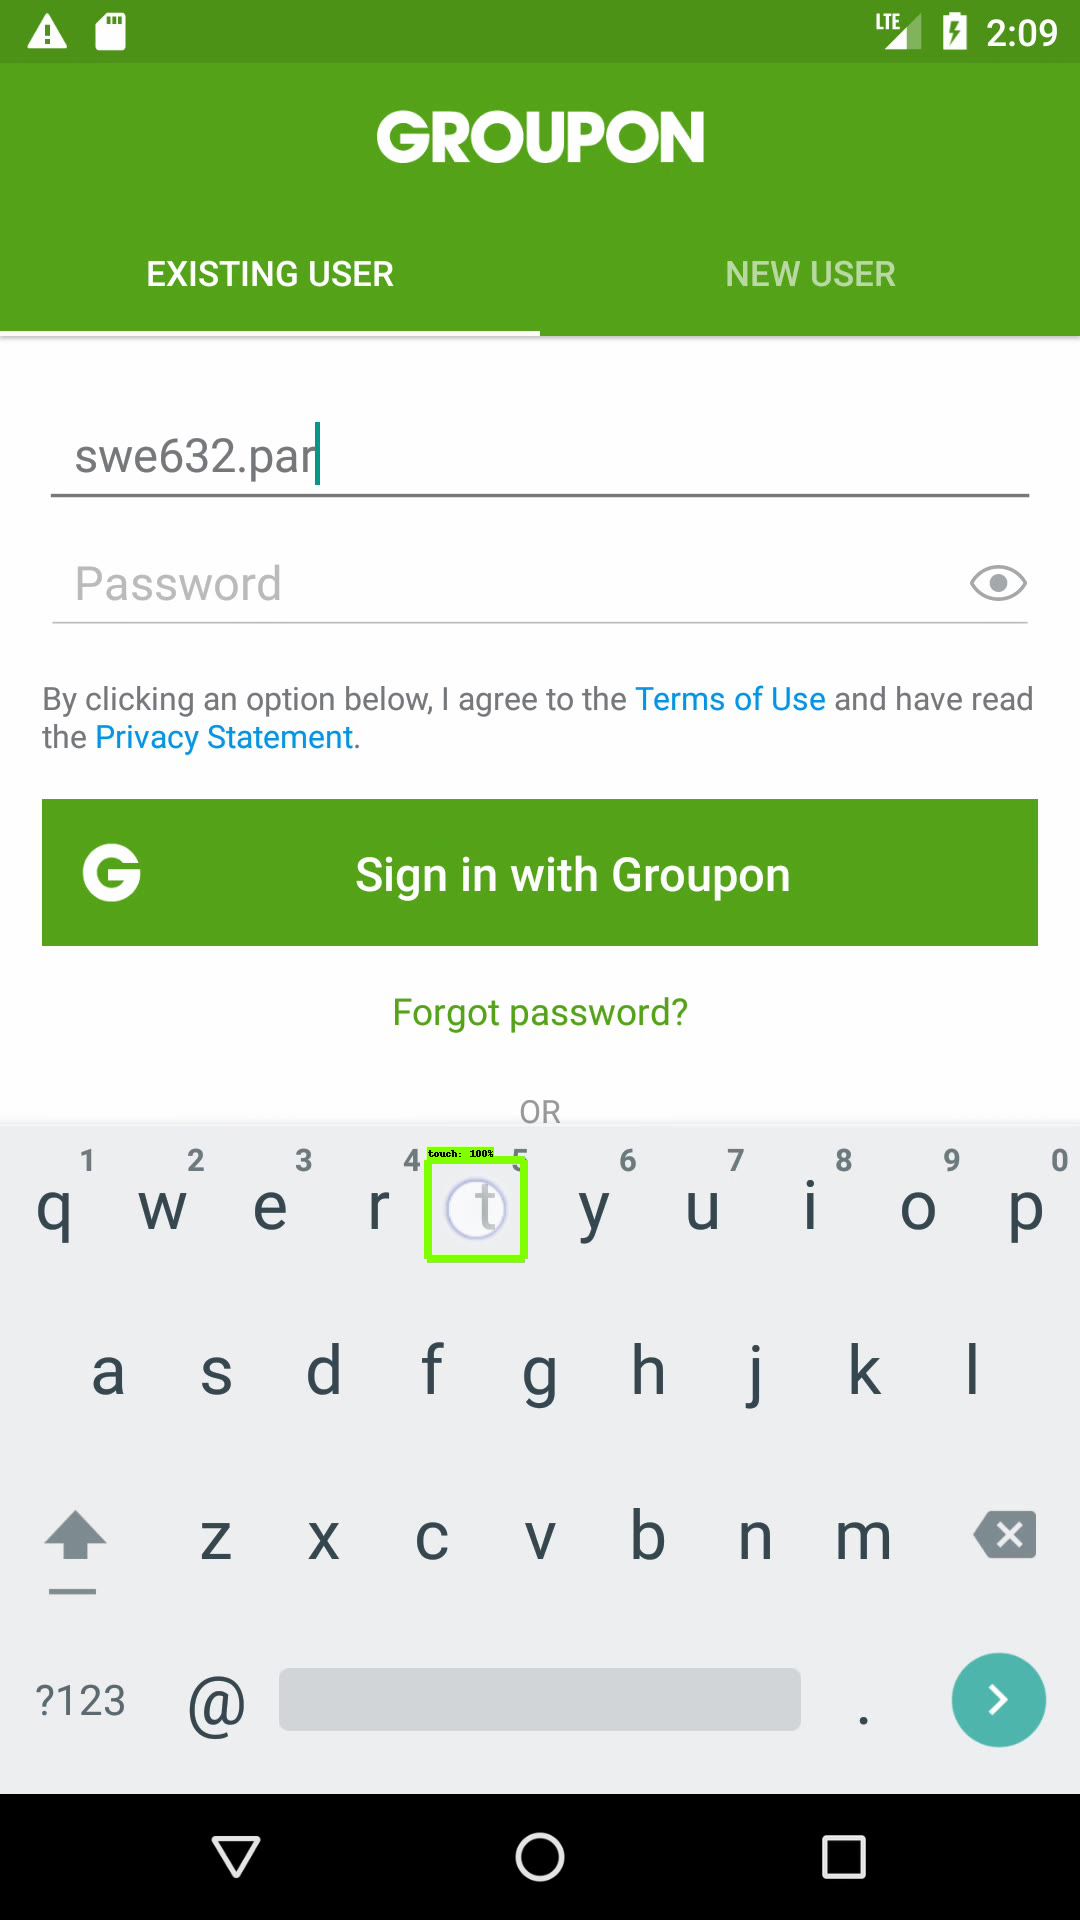 LTE 2:09
GROUPON
EXISTING USER NEW USER
swe632.par
Password
By clicking an option below, I agree to the Terms of Use and have read
the Privacy Statement.
G Sign in with Groupon
Forgot password?
OR
touch: 100%
1 2 3 4 5 6 7 8 9 0
q w e r t y u i o p
a s d f g h j k l
z x c v b n m
?123 @ .